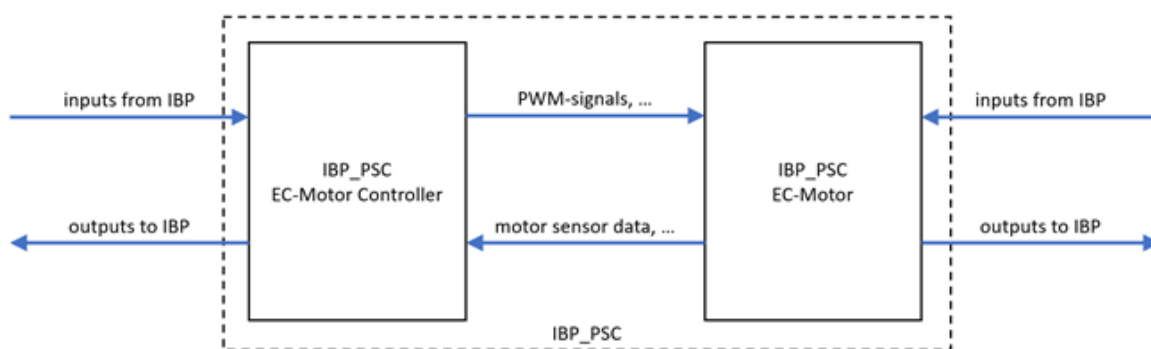 inputs from IBP
PWM-signals, ...
inputs from IBP
IBP_PSC
EC-Motor Controller
IBP_PSC
EC-Motor
outputs to IBP
motor sensor data, ...
outputs to IBP
IBP_PSC